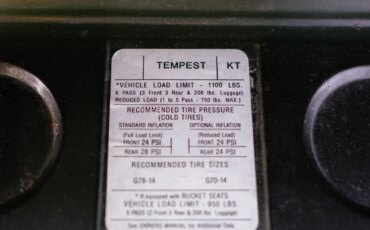 TEMPEST KT
*VEHICLE LOAD LIMIT - 1100 LBS.
6 PASS (3 Front 3 Rear & 200 lbs. Luggage)
REDUCED LOAD (1 to 5 Pass - 750 lbs. MAX.)
RECOMMENDED TIRE PRESSURE
(COLD TIRES)
STANDARD INFLATION OPTIONAL INFLATION
(Full Load Limit) (Reduced Load)
FRONT 24 PSI FRONT 24 PSI
REAR 28 PSI REAR 24 PSI
RECOMMENDED TIRE SIZES
G78-14 G70-14
* If equipped with BUCKET SEATS
VEHICLE LOAD LIMIT - 950 LBS
5 PASS (2 Front 3 Rear & 200 lbs. Luggage)
See OWNERS MANUAL for Additional Data